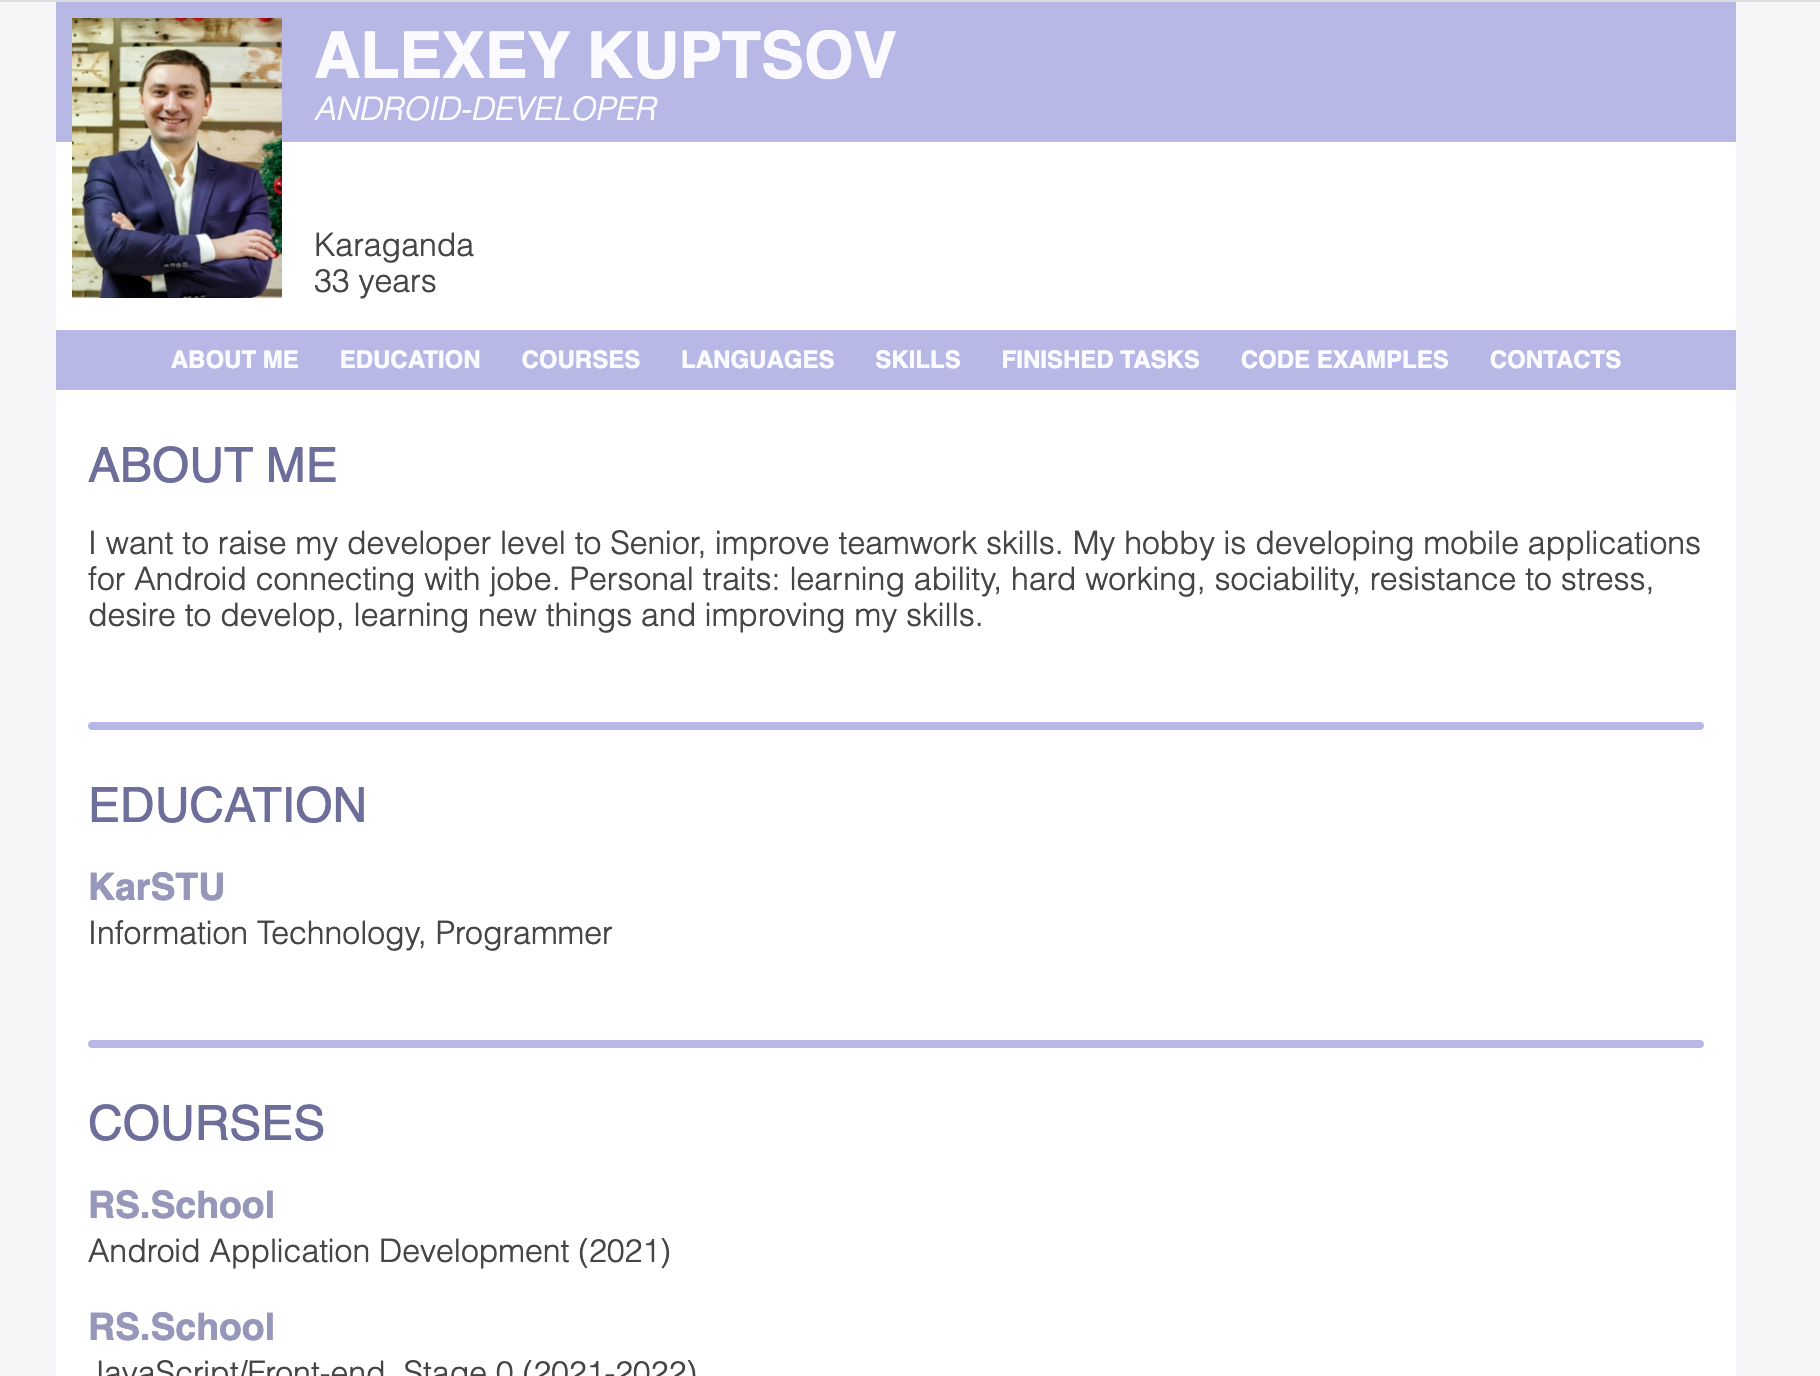 ALEXEY KUPTSOV
ANDROID-DEVELOPER
Karaganda
33 years
ABOUT ME EDUCATION COURSES LANGUAGES SKILLS FINISHED TASKS CODE EXAMPLES CONTACTS
ABOUT ME
I want to raise my developer level to Senior, improve teamwork skills. My hobby is developing mobile applications
for Android connecting with jobe. Personal traits: learning ability, hard working, sociability, resistance to stress,
desire to develop, learning new things and improving my skills.
EDUCATION
KarSTU
Information Technology, Programmer
COURSES
RS.School
Android Application Development (2021)
RS.School
JavaScript/Front-end. Stage 0 (2021-2022)